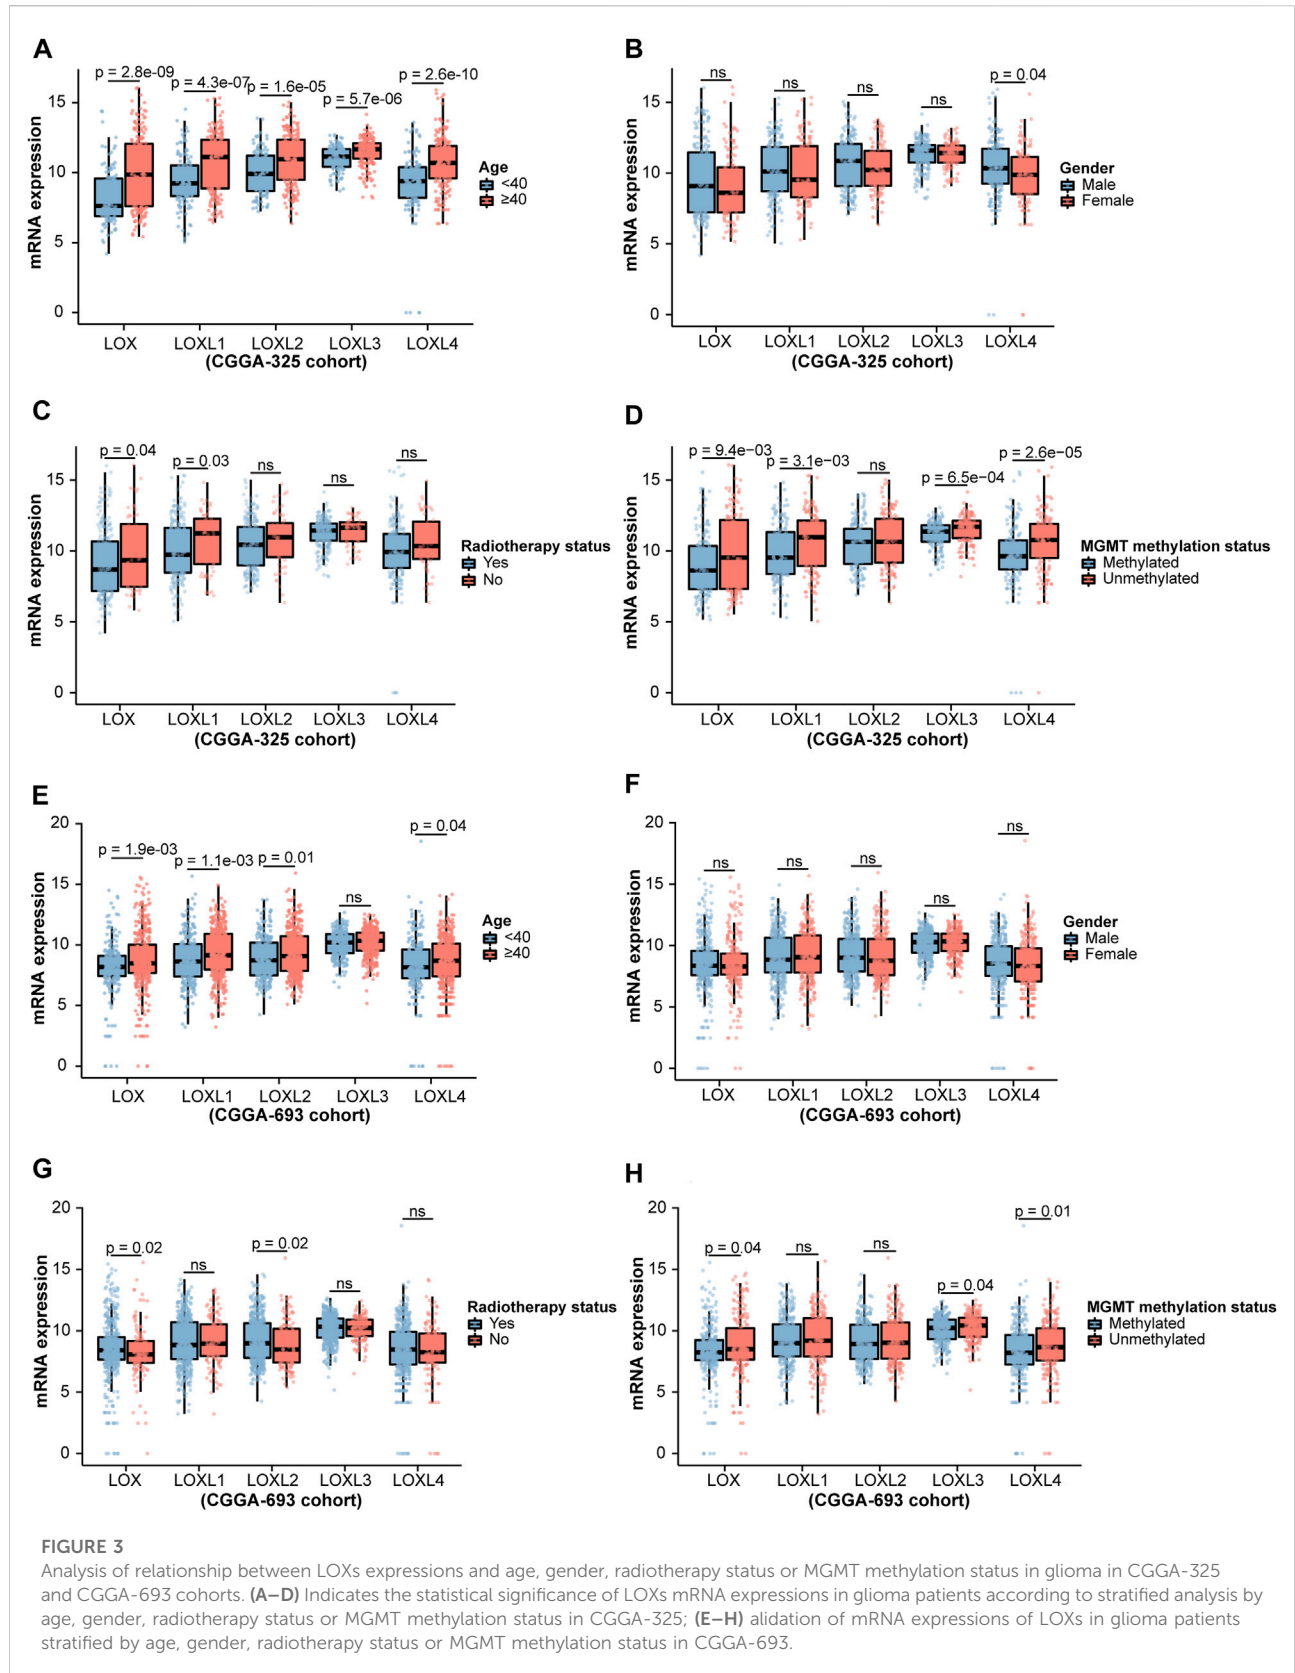 A
p = 2.8e-09
p = 4.3e-07
p = 1.6e-05
p = 5.7e-06
p = 2.6e-10
15
10
5
0
mRNA expression
LOX LOXL1 LOXL2 LOXL3 LOXL4
(CGGA-325 cohort)
Age
<40
≥40
B
ns
ns
ns
ns
p = 0.04
15
10
5
0
mRNA expression
LOX LOXL1 LOXL2 LOXL3 LOXL4
(CGGA-325 cohort)
Gender
Male
Female
C
p = 0.04
p = 0.03
ns
ns
ns
15
10
5
0
mRNA expression
LOX LOXL1 LOXL2 LOXL3 LOXL4
(CGGA-325 cohort)
Radiotherapy status
Yes
No
D
p = 9.4e−03
p = 3.1e−03
ns
p = 6.5e−04
p = 2.6e−05
15
10
5
0
mRNA expression
LOX LOXL1 LOXL2 LOXL3 LOXL4
(CGGA-325 cohort)
MGMT methylation status
Methylated
Unmethylated
E
p = 1.9e-03
p = 1.1e-03
p = 0.01
ns
p = 0.04
20
15
10
5
0
mRNA expression
LOX LOXL1 LOXL2 LOXL3 LOXL4
(CGGA-693 cohort)
Age
<40
≥40
F
ns
ns
ns
ns
ns
20
15
10
5
0
mRNA expression
LOX LOXL1 LOXL2 LOXL3 LOXL4
(CGGA-693 cohort)
Gender
Male
Female
G
p = 0.02
ns
p = 0.02
ns
ns
20
15
10
5
0
mRNA expression
LOX LOXL1 LOXL2 LOXL3 LOXL4
(CGGA-693 cohort)
Radiotherapy status
Yes
No
H
p = 0.04
ns
ns
p = 0.04
p = 0.01
20
15
10
5
0
mRNA expression
LOX LOXL1 LOXL2 LOXL3 LOXL4
(CGGA-693 cohort)
MGMT methylation status
Methylated
Unmethylated
FIGURE 3
Analysis of relationship between LOXs expressions and age, gender, radiotherapy status or MGMT methylation status in glioma in CGGA-325
and CGGA-693 cohorts. (A–D) Indicates the statistical significance of LOXs mRNA expressions in glioma patients according to stratified analysis by
age, gender, radiotherapy status or MGMT methylation status in CGGA-325; (E–H) alidation of mRNA expressions of LOXs in glioma patients
stratified by age, gender, radiotherapy status or MGMT methylation status in CGGA-693.